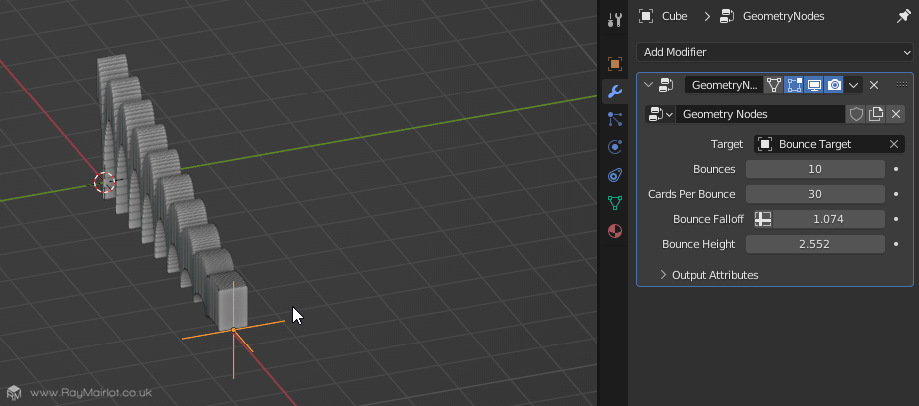 Cube > GeometryNodes
Add Modifier
GeometryN...
Geometry Nodes
Target Bounce Target
Bounces 10
Cards Per Bounce 30
Bounce Falloff 1.074
Bounce Height 2.552
Output Attributes
www.RayMairlot.co.uk